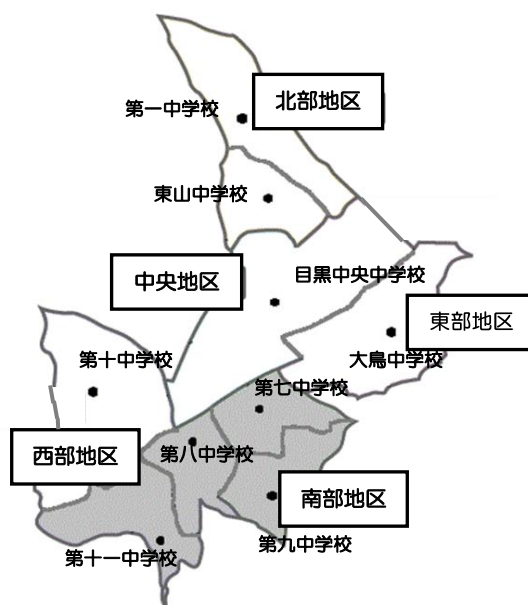 第一中学校
北部地区
東山中学校
目黒中央中学校
中央地区
東部地区
大鳥中学校
第十中学校
第七中学校
西部地区
第八中学校
南部地区
第九中学校
第十一中学校